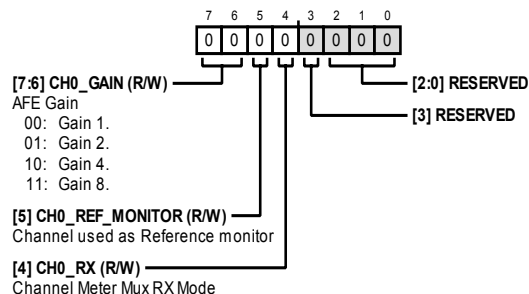 7 6 5 4 3 2 1 0
0 0 0 0 0 0 0 0
[7:6] CH0_GAIN (R/W)
AFE Gain
00: Gain 1.
01: Gain 2.
10: Gain 4.
11: Gain 8.
[5] CH0_REF_MONITOR (R/W)
Channel used as Reference monitor
[4] CH0_RX (R/W)
Channel Meter Mux RX Mode
[2:0] RESERVED
[3] RESERVED